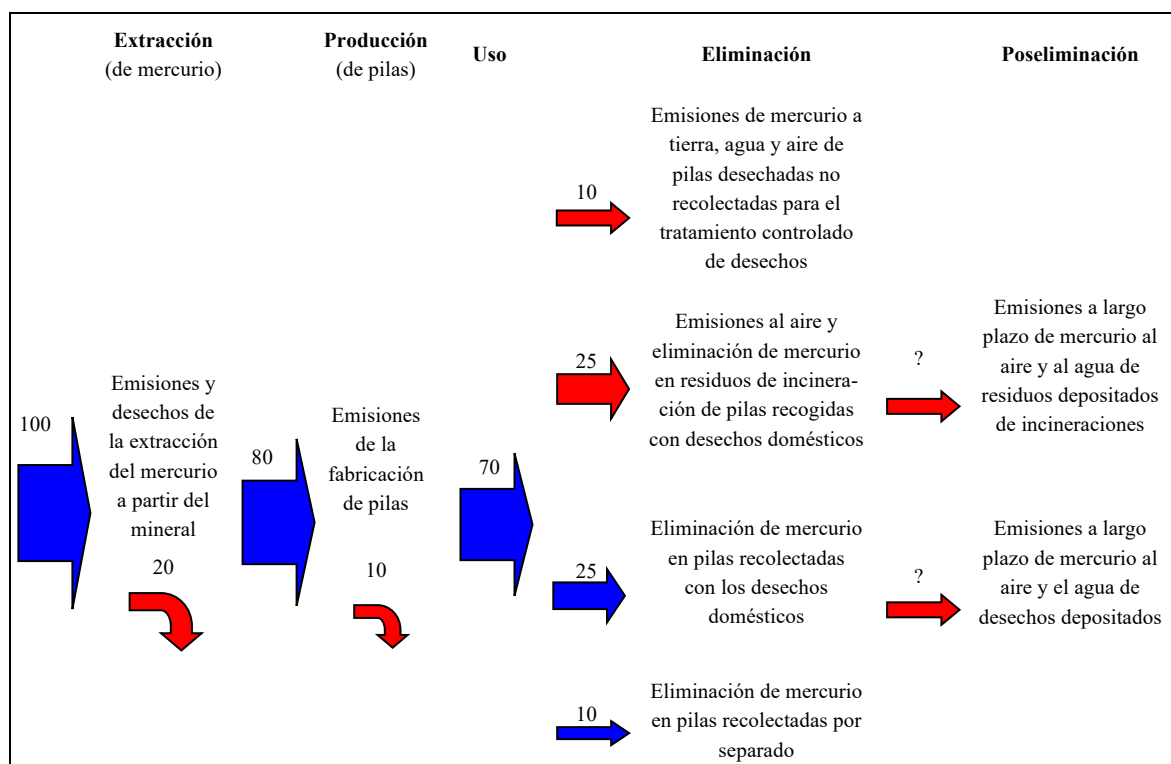 Extracción
(de mercurio)
Producción
(de pilas)
Uso
Eliminación
Poseliminación
100
Emisiones y
desechos de
la extracción
del mercurio
a partir del
mineral
20
80
Emisiones
de la
fabricación
de pilas
10
70
10
Emisiones de mercurio a
tierra, agua y aire de
pilas desechadas no
recolectadas para el
tratamiento controlado
de desechos
25
Emisiones al aire y
eliminación de mercurio
en residuos de incinera-
ción de pilas recogidas
con desechos domésticos
?
Emisiones a largo
plazo de mercurio al
aire y al agua de
residuos depositados
de incineraciones
25
Eliminación de mercurio
en pilas recolectadas
con los desechos
domésticos
?
Emisiones a largo
plazo de mercurio al
aire y el agua de
desechos depositados
10
Eliminación de mercurio
en pilas recolectadas por
separado